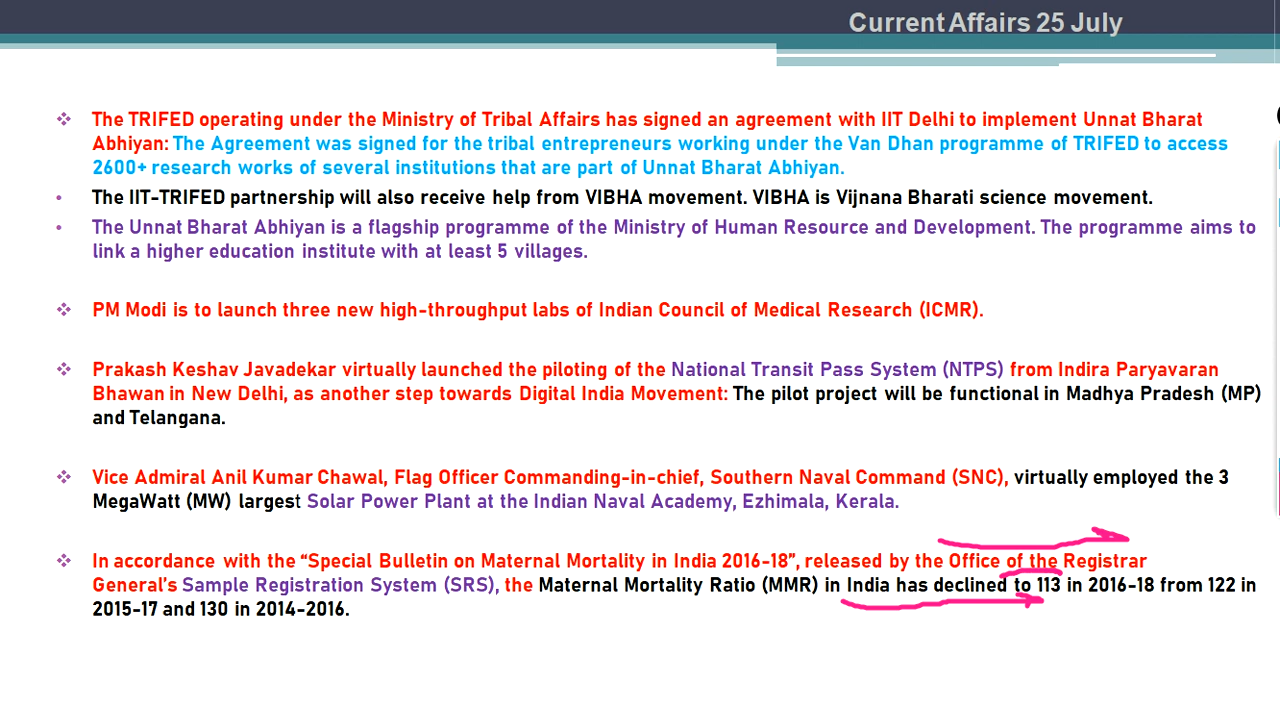 Current Affairs 25 July
The TRIFED operating under the Ministry of Tribal Affairs has signed an agreement with IIT Delhi to implement Unnat Bharat
Abhiyan: The Agreement was signed for the tribal entrepreneurs working under the Van Dhan programme of TRIFED to access
2600+ research works of several institutions that are part of Unnat Bharat Abhiyan.
The IIT-TRIFED partnership will also receive help from VIBHA movement. VIBHA is Vijnana Bharati science movement.
The Unnat Bharat Abhiyan is a flagship programme of the Ministry of Human Resource and Development. The programme aims to
link a higher education institute with at least 5 villages.
PM Modi is to launch three new high-throughput labs of Indian Council of Medical Research (ICMR).
Prakash Keshav Javadekar virtually launched the piloting of the National Transit Pass System (NTPS) from Indira Paryavaran
Bhawan in New Delhi, as another step towards Digital India Movement: The pilot project will be functional in Madhya Pradesh (MP)
and Telangana.
Vice Admiral Anil Kumar Chawal, Flag Officer Commanding-in-chief, Southern Naval Command (SNC), virtually employed the 3
MegaWatt (MW) largest Solar Power Plant at the Indian Naval Academy, Ezhimala, Kerala.
In accordance with the “Special Bulletin on Maternal Mortality in India 2016-18”, released by the Office of the Registrar
General’s Sample Registration System (SRS), the Maternal Mortality Ratio (MMR) in India has declined to 113 in 2016-18 from 122 in
2015-17 and 130 in 2014-2016.